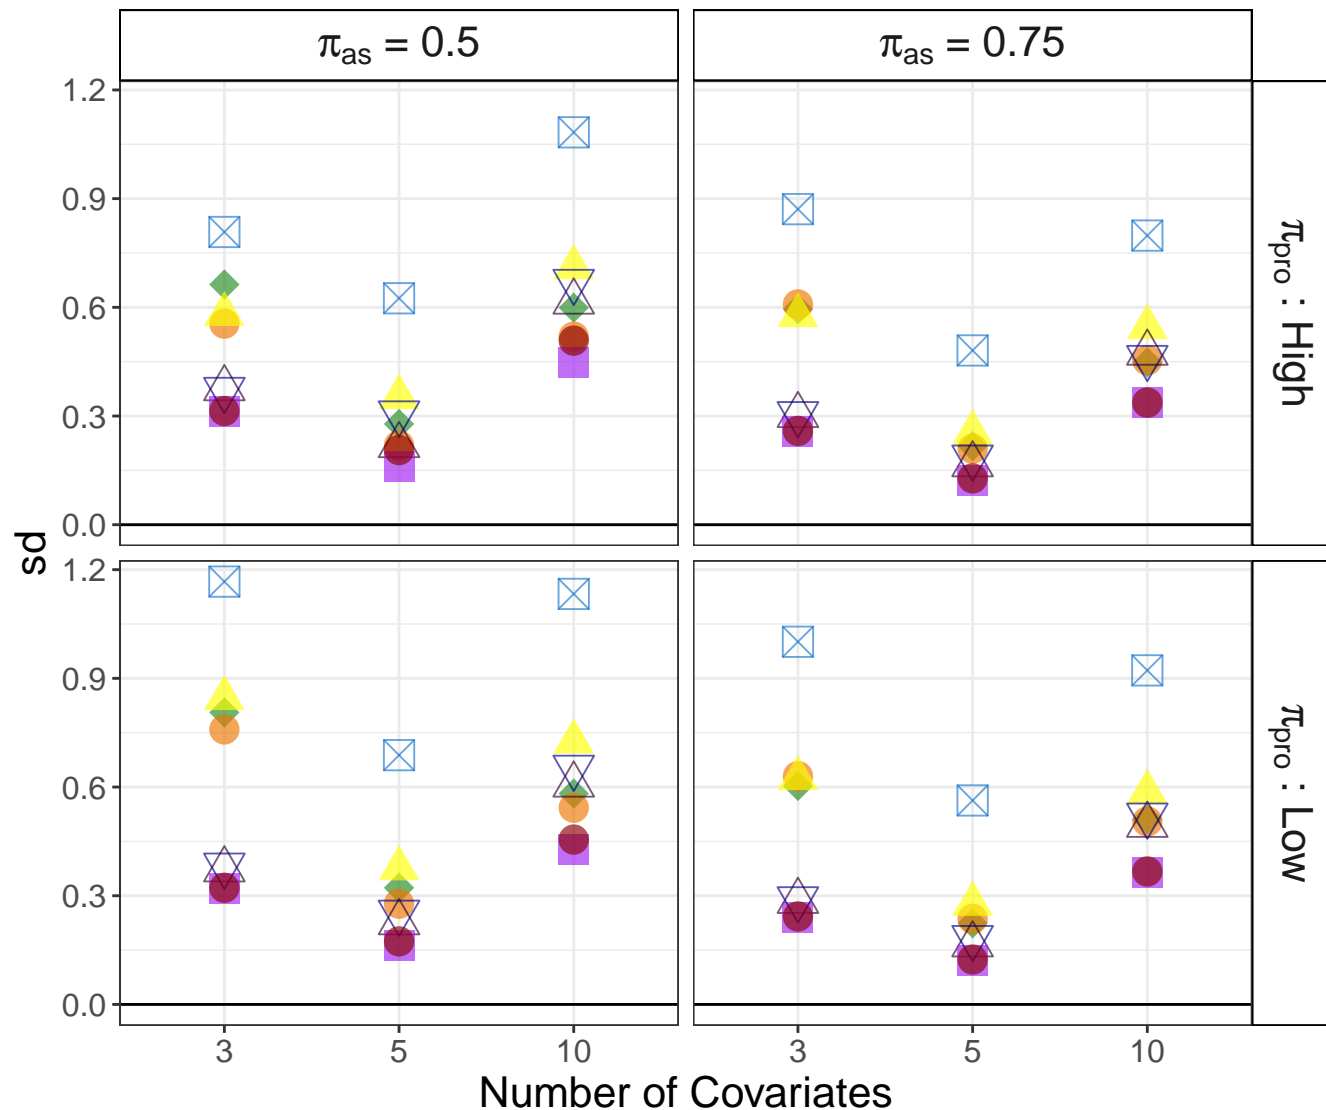 π_as = 0.5
π_as = 0.75
1.2
0.9
0.6
0.3
0.0
π_pro : High
sd
1.2
0.9
0.6
0.3
0.0
π_pro : Low
3
5
10
3
5
10
Number of Covariates